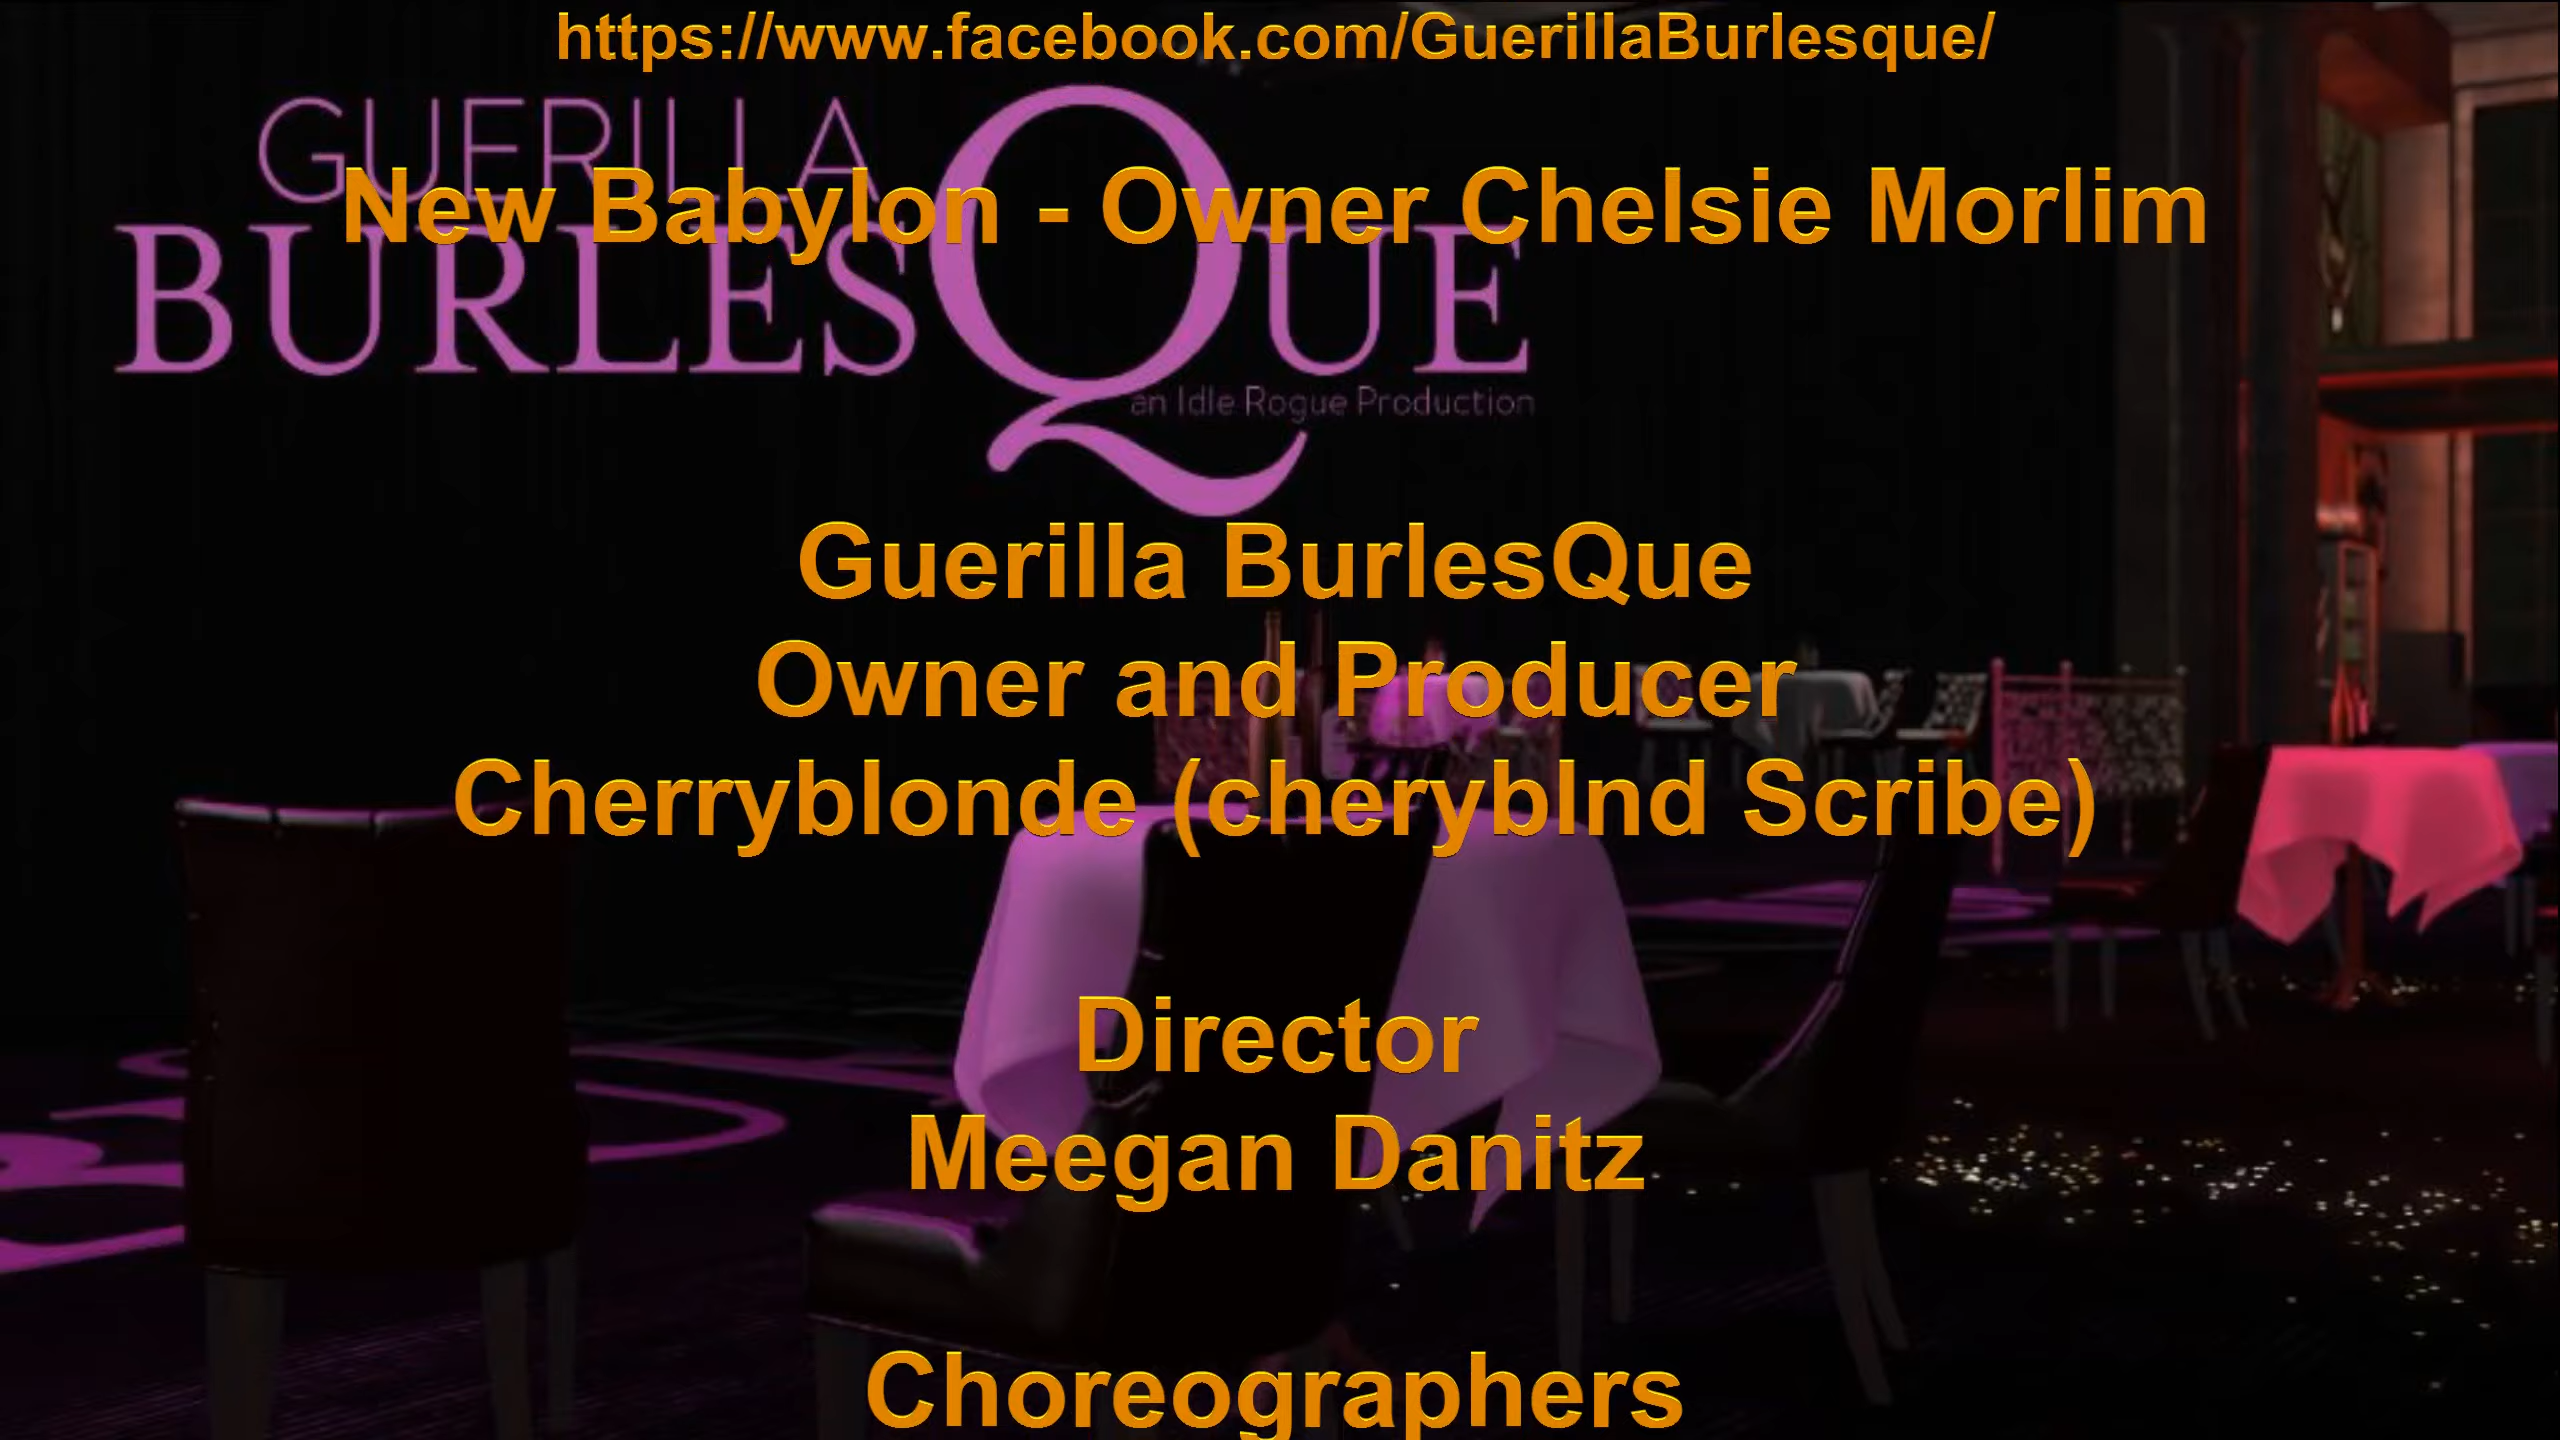 https://www.facebook.com/GuerillaBurlesque/
GUERILLA
New Babylon - Owner Chelsie Morlim
BURLESQUE
an Idle Rogue Production
Guerilla BurlesQue
Owner and Producer
Cherryblonde (cheryblnd Scribe)
Director
Meegan Danitz
Choreographers